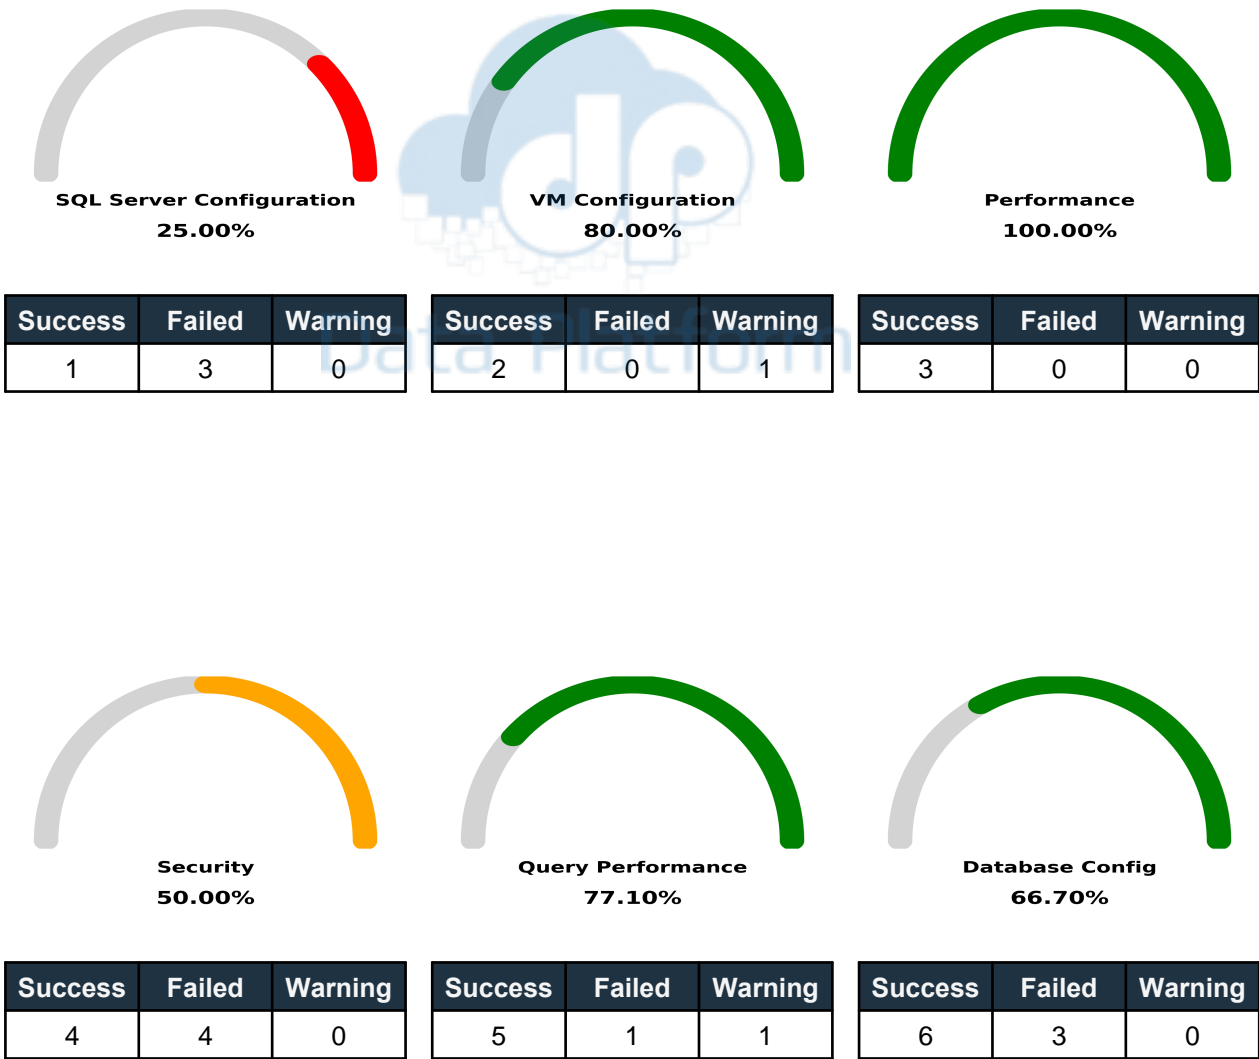 SQL Server Configuration
25.00%
VM Configuration
80.00%
Performance
100.00%
Success Failed Warning
1 3 0
Success Failed Warning
2 0 1
Success Failed Warning
3 0 0
dp
Data Platform
Security
50.00%
Query Performance
77.10%
Database Config
66.70%
Success Failed Warning
4 4 0
Success Failed Warning
5 1 1
Success Failed Warning
6 3 0